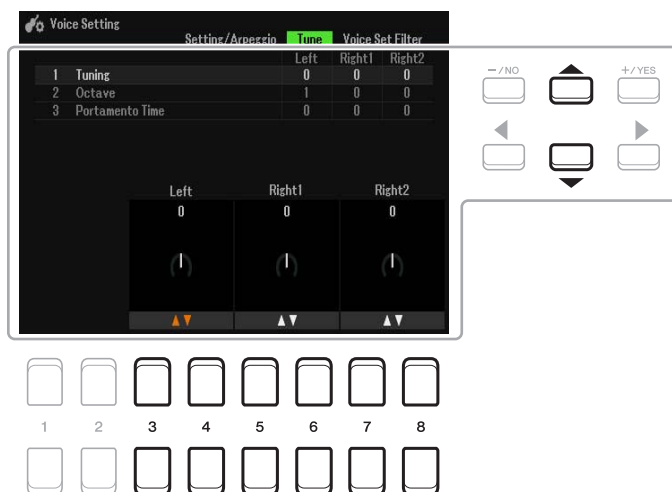 Voice Setting
Setting/Arpeggio Tune Voice Set Filter
Left Right1 Right2
1 Tuning 0 0 0
2 Octave 1 0 0
3 Portamento Time 0 0 0
Left Right1 Right2
0 0 0
-/NO +/YES
1 2 3 4 5 6 7 8